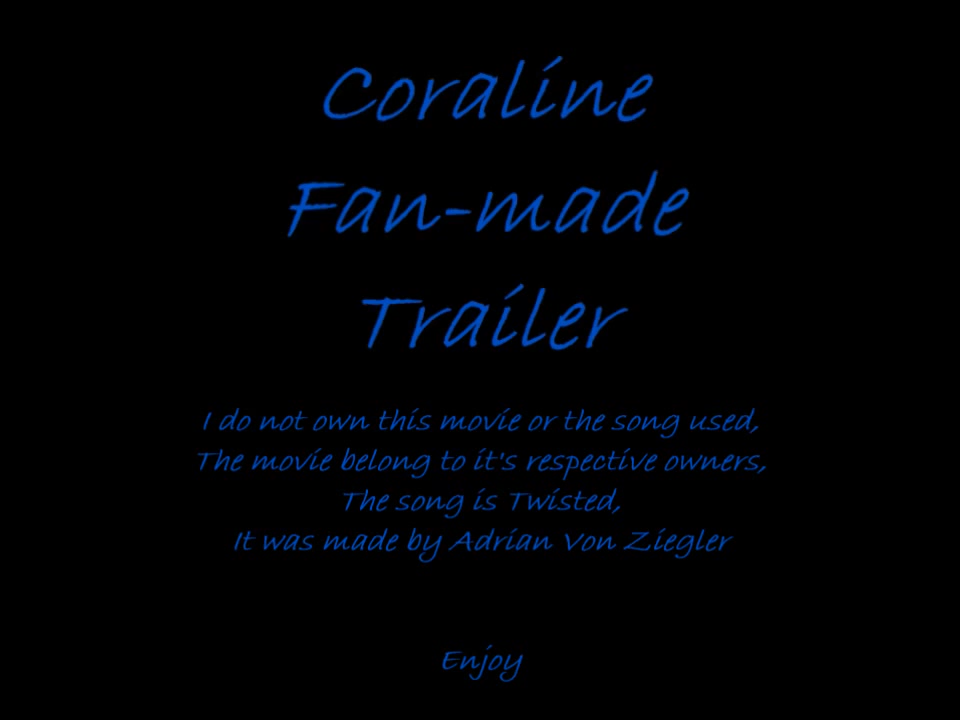 Coraline
Fan-made
Trailer
I do not own this movie or the song used,
The movie belong to it's respective owners,
The song is Twisted,
It was made by Adrian Von Ziegler
Enjoy